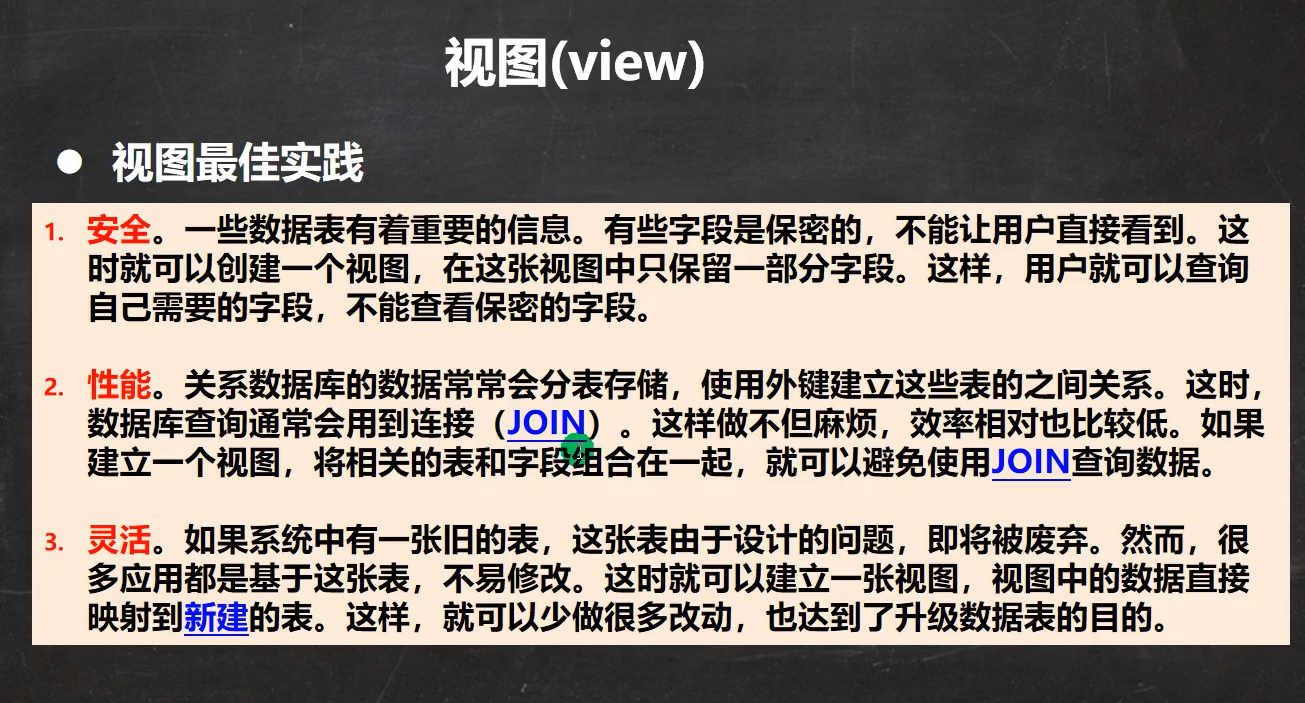 视图(view)
● 视图最佳实践
1. 安全。一些数据表有着重要的信息。有些字段是保密的，不能让用户直接看到。这
时就可以创建一个视图，在这张视图中只保留一部分字段。这样，用户就可以查询
自己需要的字段，不能查看保密的字段。
2. 性能。关系数据库的数据常常会分表存储，使用外键建立这些表的之间关系。这时，
数据库查询通常会用到连接（JOIN）。这样做不但麻烦，效率相对也比较低。如果
建立一个视图，将相关的表和字段组合在一起，就可以避免使用JOIN查询数据。
3. 灵活。如果系统中有一张旧的表，这张表由于设计的问题，即将被废弃。然而，很
多应用都是基于这张表，不易修改。这时就可以建立一张视图，视图中的数据直接
映射到新建的表。这样，就可以少做很多改动，也达到了升级数据表的目的。